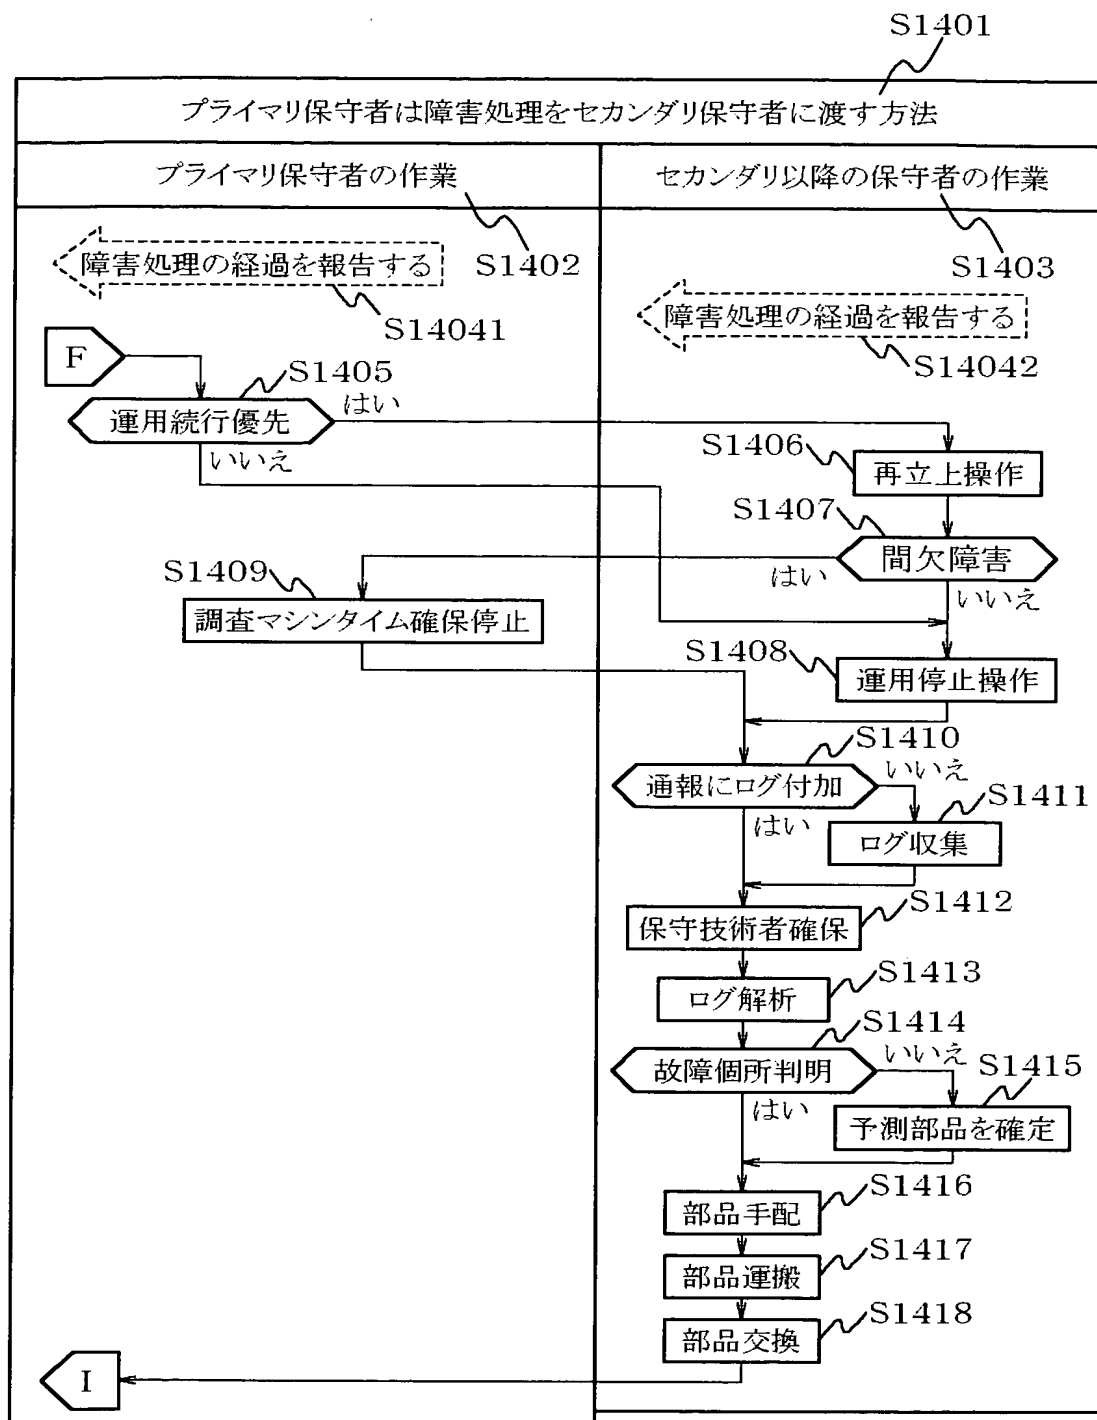 S1401
プライマリ保守者は障害処理をセカンダリ保守者に渡す方法
プライマリ保守者の作業
セカンダリ以降の保守者の作業
S1402
S1403
障害処理の経過を報告する
S14041
障害処理の経過を報告する
S14042
F
S1405
運用続行優先
はい
いいえ
S1406
再立上操作
S1407
間欠障害
はい
いいえ
S1409
調査マシンタイム確保停止
S1408
運用停止操作
S1410
通報にログ付加
いいえ
はい
S1411
ログ収集
S1412
保守技術者確保
S1413
ログ解析
S1414
故障個所判明
いいえ
はい
S1415
予測部品を確定
S1416
部品手配
S1417
部品運搬
S1418
部品交換
I